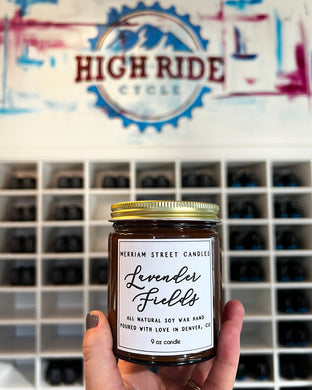 HIGH RIDE
CYCLE
MERRIAM STREET CANDLES
Lavender
Fields
ALL NATURAL SOY WAX HAND
POURED WITH LOVE IN DENVER, CO
9 oz candle